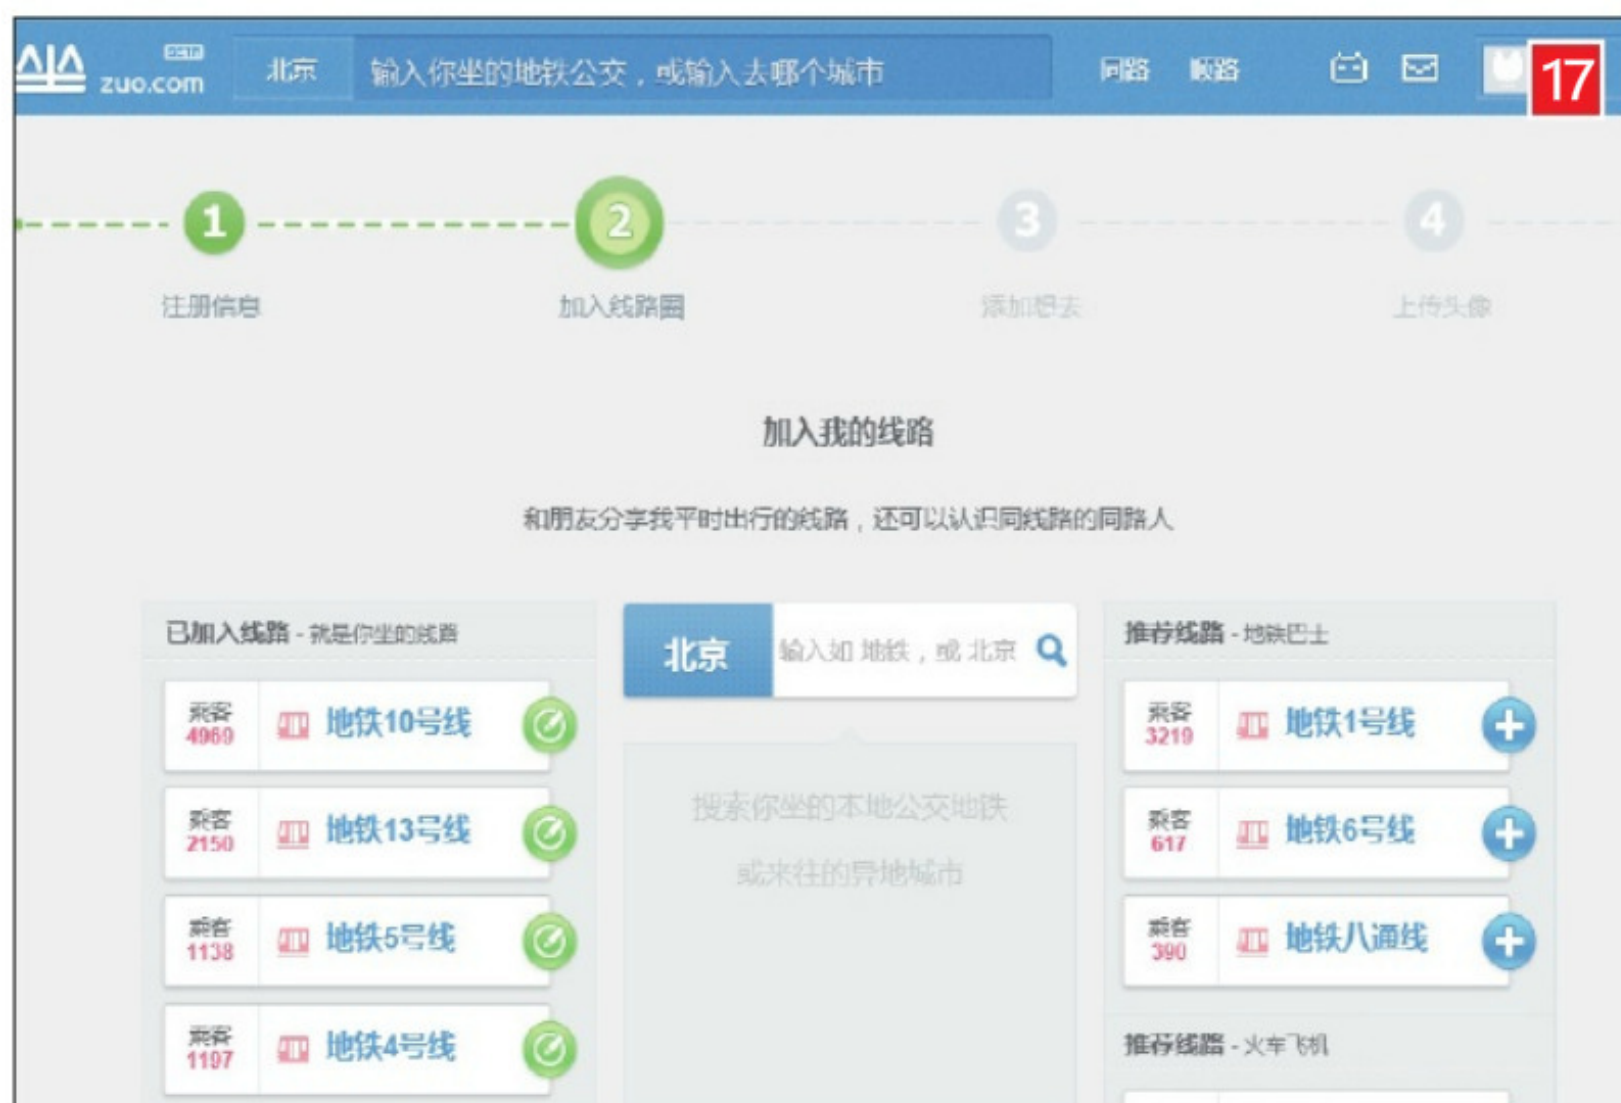 坐
zuo.com
北京
输入你坐的地铁公交，或输入去哪个城市
同路 顺路
17
1
2
3
4
注册信息
加入线路圈
添加想去
上传头像
加入我的线路
和朋友分享我平时出行的线路，还可以认识同线路的同路人
已加入线路 - 就是你坐的线路
乘客
4969
地铁10号线
乘客
2150
地铁13号线
乘客
1138
地铁5号线
乘客
1197
地铁4号线
北京
输入如 地铁，或 北京
搜索你坐的本地公交地铁
或来往的异地城市
推荐线路 - 地铁巴士
乘客
3219
地铁1号线
乘客
617
地铁6号线
乘客
390
地铁八通线
推荐线路 - 火车飞机